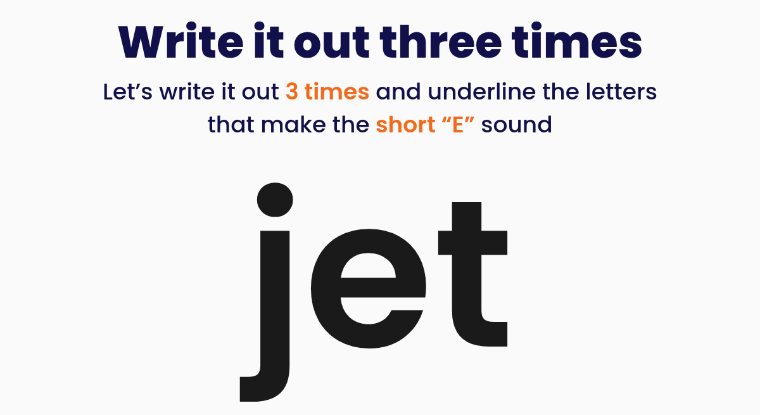 Write it out three times
Let’s write it out 3 times and underline the letters
that make the short “E” sound
jet